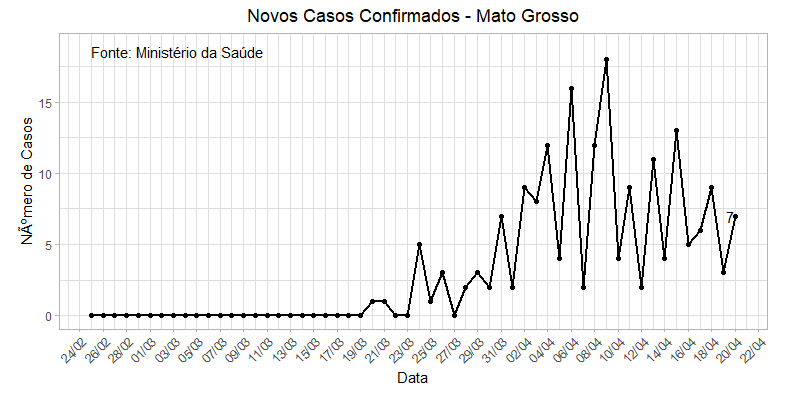 Novos Casos Confirmados - Mato Grosso
Fonte: Ministério da Saúde
NÃºmero de Casos
15
10
5
0
7
24/02 26/02 28/02 01/03 03/03 05/03 07/03 09/03 11/03 13/03 15/03 17/03 19/03 21/03 23/03 25/03 27/03 29/03 31/03 02/04 04/04 06/04 08/04 10/04 12/04 14/04 16/04 18/04 20/04 22/04
Data